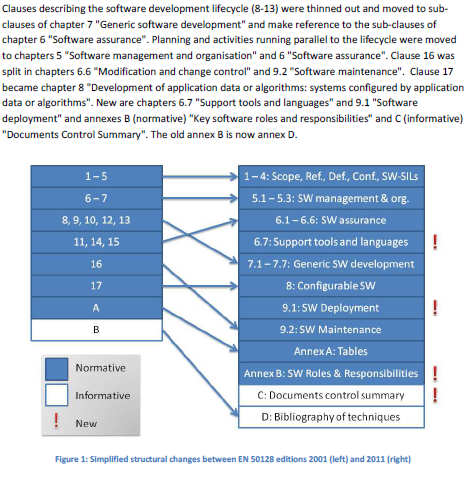 Clauses describing the software development lifecycle (8-13) were thinned out and moved to sub-
clauses of chapter 7 "Generic software development" and make reference to the sub-clauses of
chapter 6 "Software assurance". Planning and activities running parallel to the lifecycle were moved
to chapters 5 "Software management and organisation" and 6 "Software assurance". Clause 16 was
split in chapters 6.6 "Modification and change control" and 9.2 "Software maintenance".  Clause 17
became chapter 8 "Development of application data or algorithms: systems configured by application
data or algorithms". New are chapters 6.7 "Support tools and languages" and 9.1 "Software
deployment" and annexes B (normative) "Key software roles and responsibilities" and C (informative)
"Documents Control Summary". The old annex B is now annex D.
1 – 5
6 – 7
8, 9, 10, 12, 13
11, 14, 15
16
17
A
B
1 – 4: Scope, Ref., Def., Conf., SW-SILs
5.1 – 5.3: SW management & org.
6.1 – 6.6: SW assurance
6.7: Support tools and languages !
7.1 – 7.7: Generic SW development
8: Configurable SW
9.1: SW Deployment !
9.2: SW Maintenance
Annex A: Tables
Annex B: SW Roles & Responsibilities !
C: Documents control summary !
D: Bibliography of techniques
Normative
Informative
! New
Figure 1: Simplified structural changes between EN 50128 editions 2001 (left) and 2011 (right)